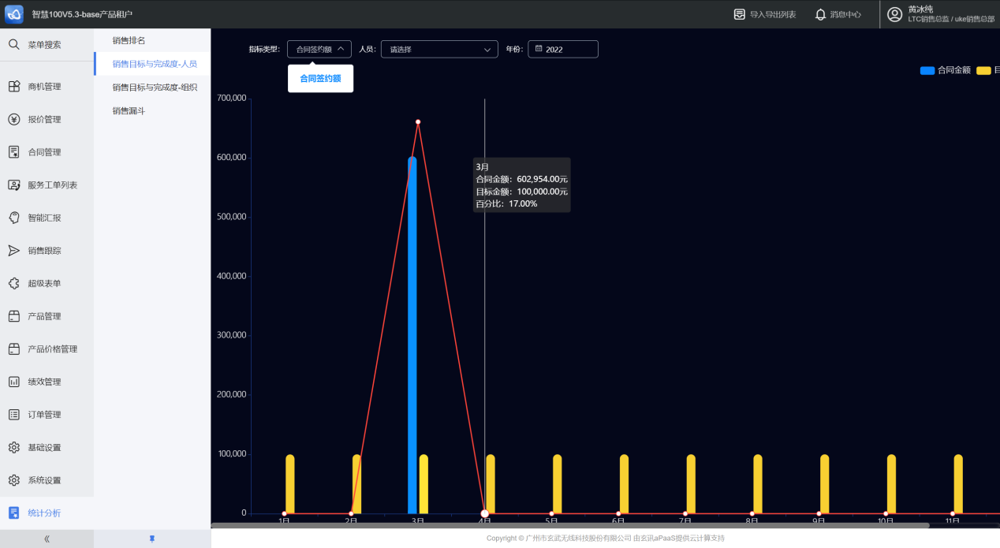 智慧100V5.3-base产品租户
导入导出列表
消息中心
黄冰纯
LTC销售总监 / uke销售总部
菜单搜索
商机管理
报价管理
合同管理
服务工单列表
智能汇报
销售跟踪
超级表单
产品管理
产品价格管理
绩效管理
订单管理
基础设置
系统设置
统计分析
销售排名
销售目标与完成度-人员
销售目标与完成度-组织
销售漏斗
指标类型: 合同签约额 人员: 请选择 年份: 2022
合同签约额
合同金额
700,000
600,000
500,000
400,000
300,000
200,000
100,000
0
3月
合同金额: 602,954.00元
目标金额: 100,000.00元
百分比: 17.00%
1月 2月 3月 4月 5月 6月 7月 8月 9月 10月 11月
Copyright © 广州市玄武无线科技股份有限公司 由玄讯aPaaS提供云计算支持